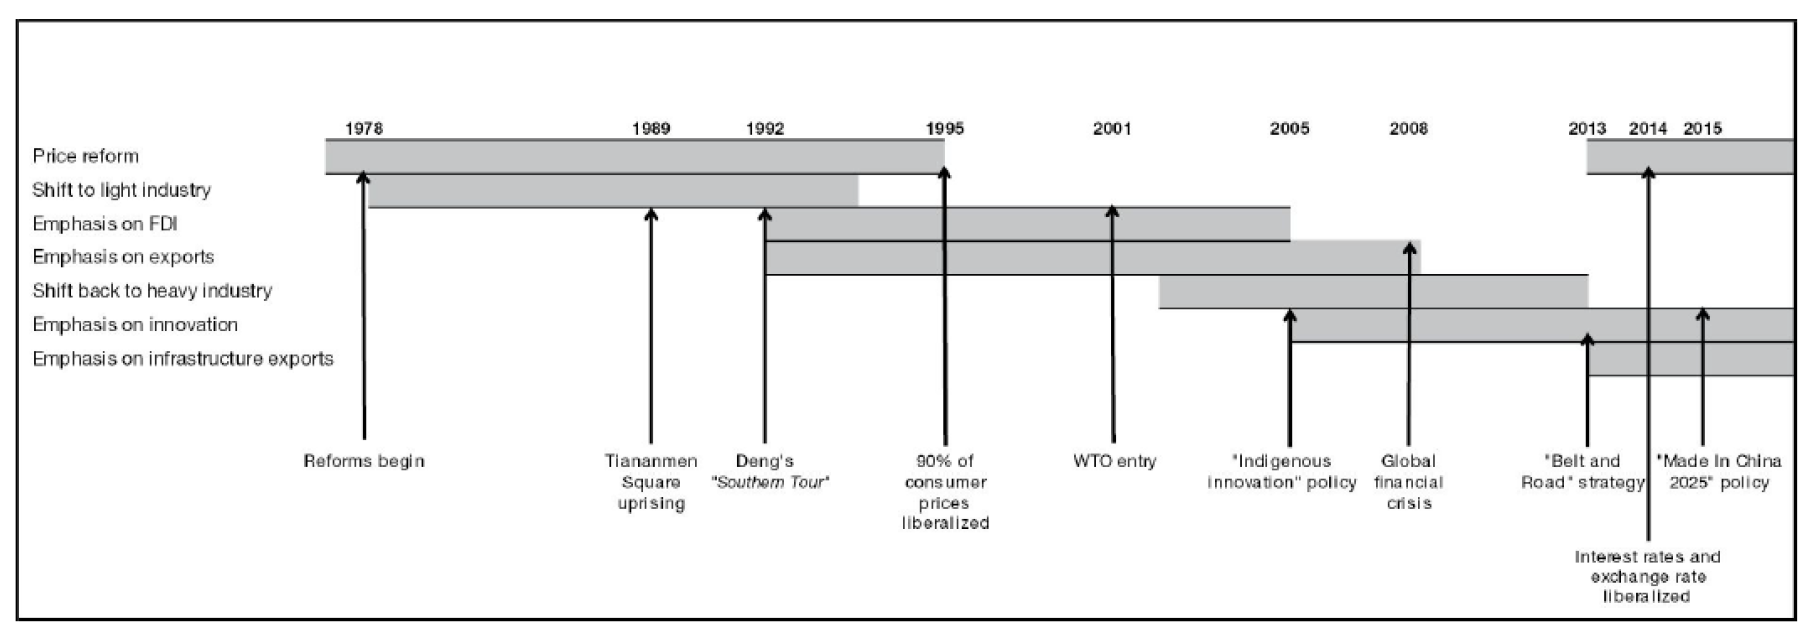 1978 1989 1992 1995 2001 2005 2008 2013 2014 2015
Price reform
Shift to light industry
Emphasis on FDI
Emphasis on exports
Shift back to heavy industry
Emphasis on innovation
Emphasis on infrastructure exports
Reforms begin
Tiananmen
Square
uprising
Deng's
"Southern Tour"
90% of
consumer
prices
liberalized
WTO entry
"Indigenous
innovation" policy
Global
financial
crisis
"Belt and
Road" strategy
"Made In China
2025" policy
Interest rates and
exchange rate
liberalized